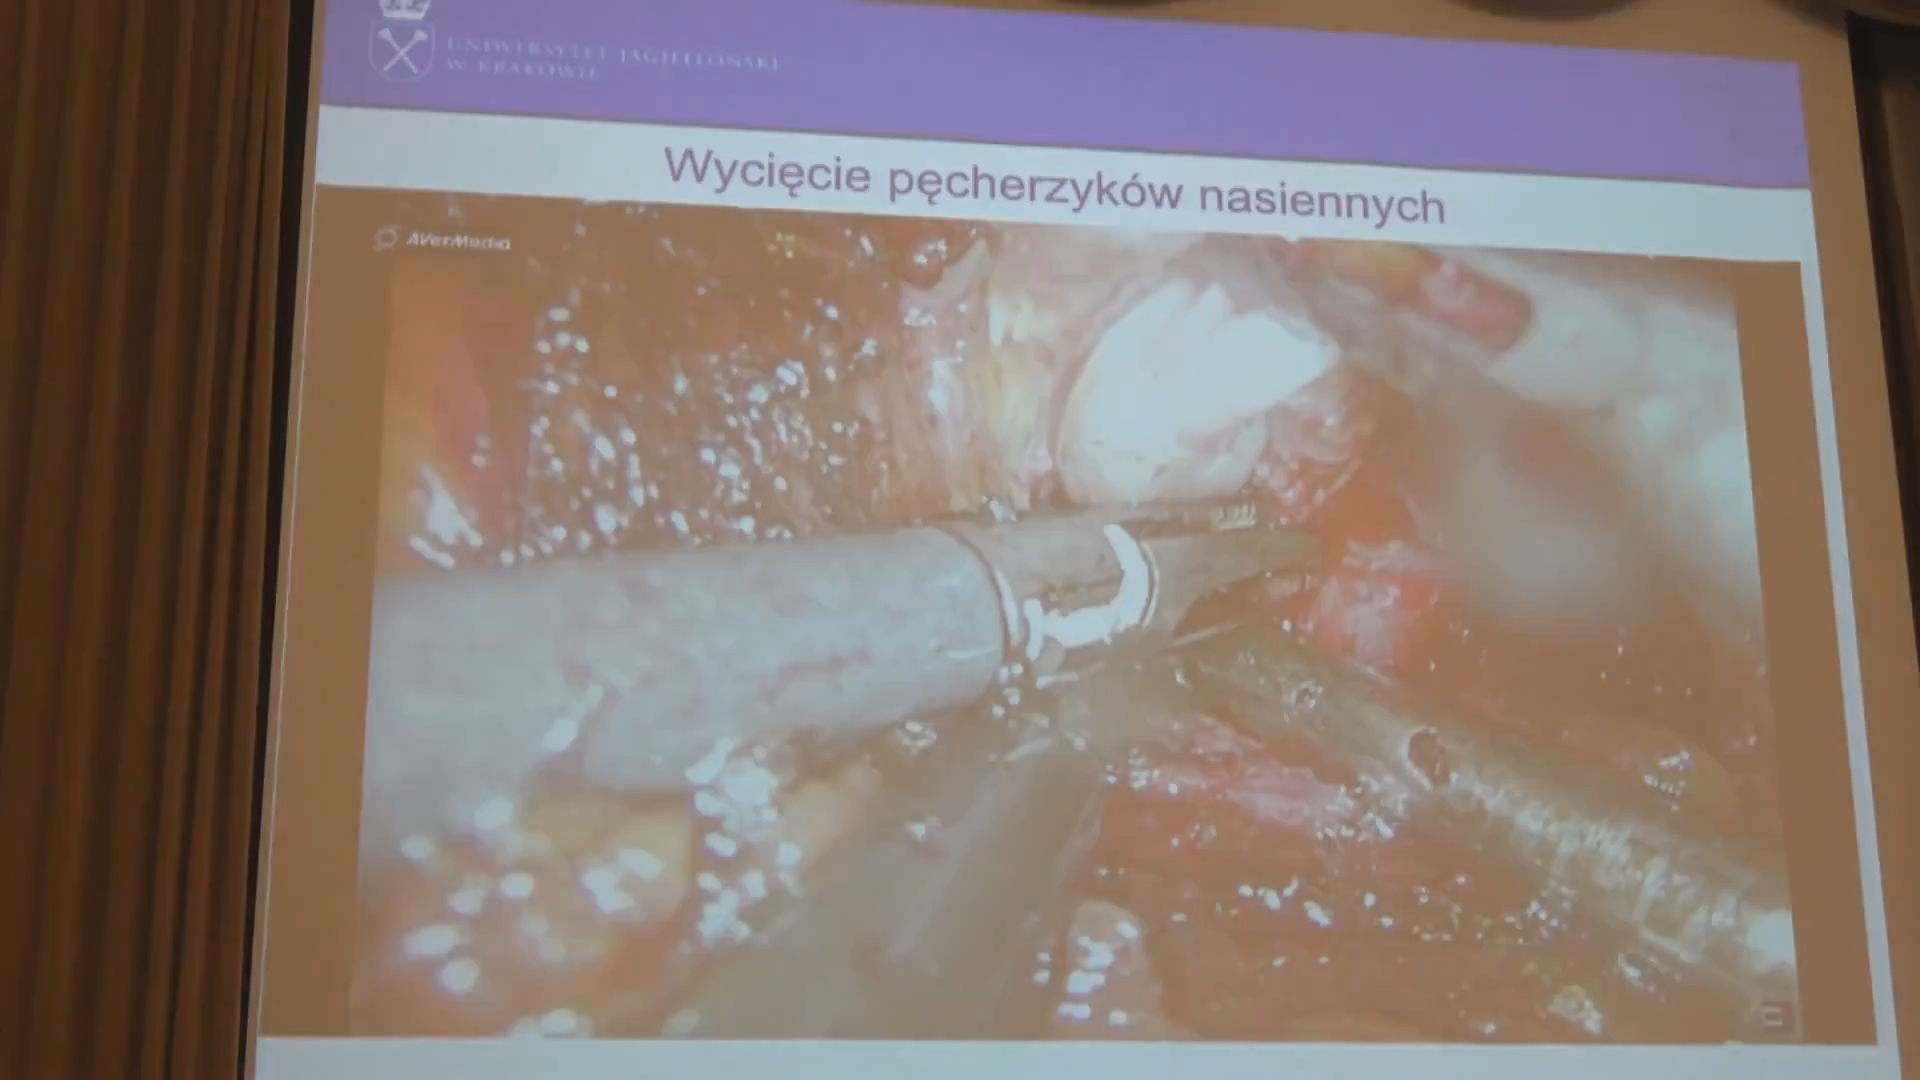 UNIWERSYTET JAGIELLOŃSKI
W KRAKOWIE
Wycięcie pęcherzyków nasiennych
AVerMedia